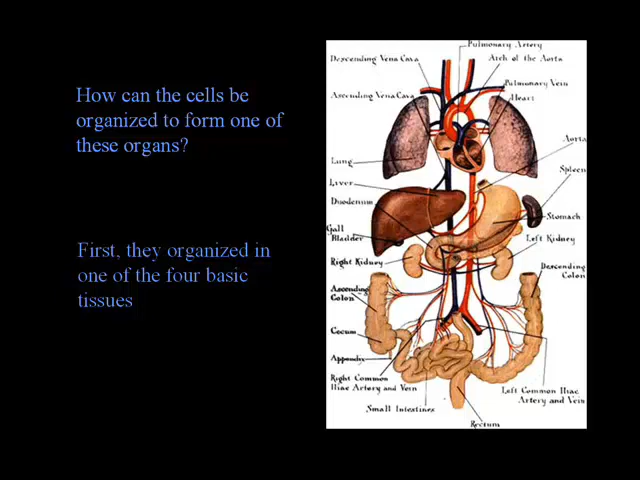 How can the cells be
organized to form one of
these organs?
First, they organized in
one of the four basic
tissues
Pulmonary Artery
Descending Vena Cava
Arch of the Aorta
Pulmonary Vein
Ascending Vena Cava
Heart
Aorta
Lung
Spleen
Liver
Duodenum
Stomach
Gall
Bladder
Left Kidney
Right Kidney
Descending
Colon
Ascending
Colon
Cecum
Appendix
Right Common
Iliac Artery and Vein
Left Common Iliac
Artery and Vein
Small Intestines
Rectum